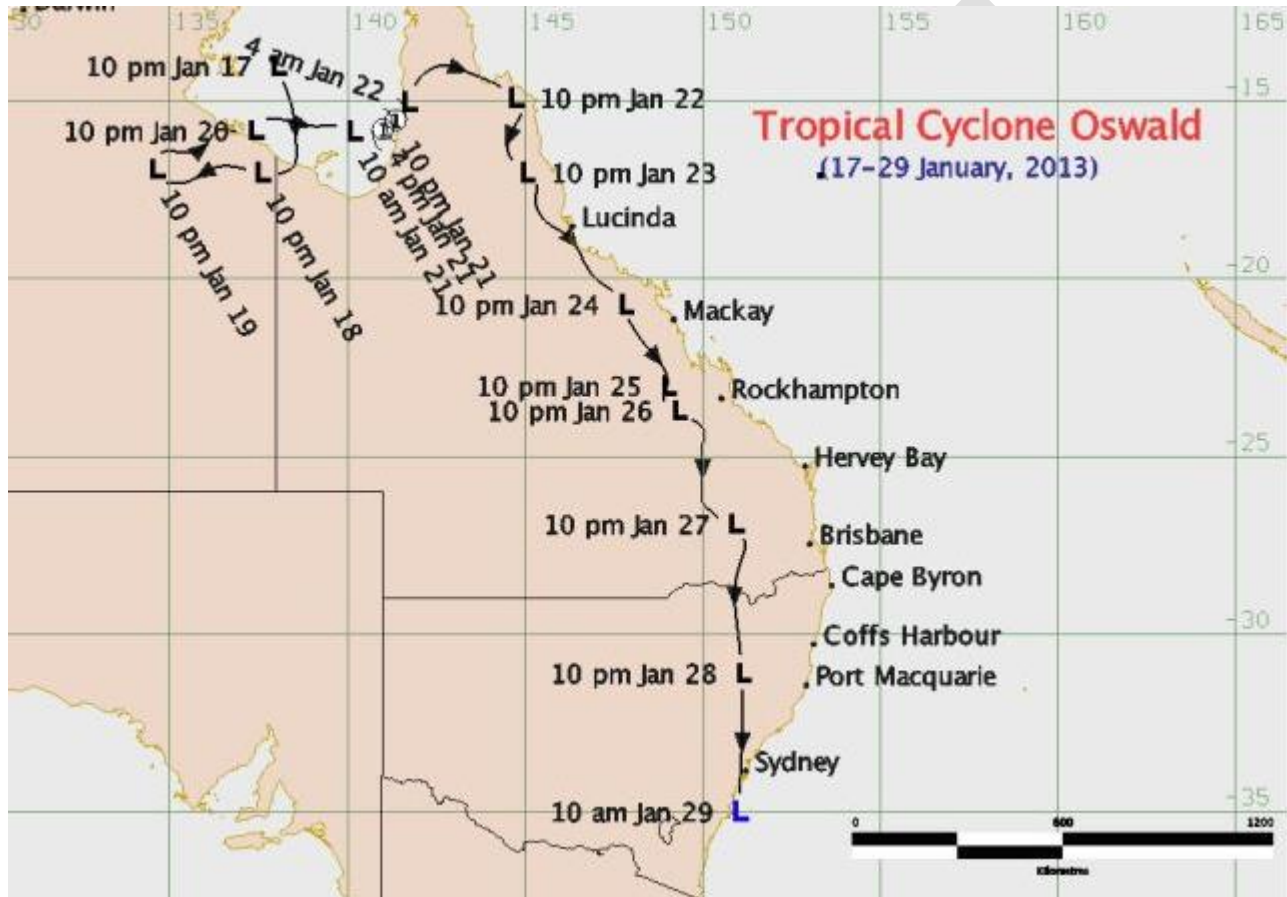 Darwin
30
135
140
145
150
155
160
165
10 pm Jan 17
4 am Jan 22
10 pm Jan 22
15
Tropical Cyclone Oswald
(17-29 January, 2013)
10 pm Jan 20
10 pm Jan 23
10 pm Jan 21
4 pm Jan 21
10 am Jan 21
10 pm Jan 19
10 pm Jan 18
L
L
L
L
L
L
L
L
Lucinda
20
10 pm Jan 24
L
Mackay
10 pm Jan 25
L
Rockhampton
10 pm Jan 26
L
25
Hervey Bay
10 pm Jan 27
L
Brisbane
Cape Byron
30
Coffs Harbour
10 pm Jan 28
L
Port Macquarie
Sydney
35
10 am Jan 29
L
0
600
1200
Kilometres